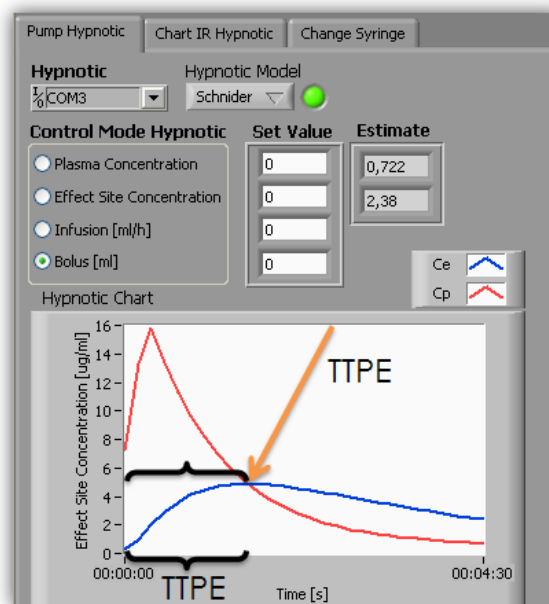 Pump Hypnotic Chart IR Hypnotic Change Syringe
Hypnotic Hypnotic Model
I/O COM3 Schnider
Control Mode Hypnotic Set Value Estimate
Plasma Concentration 0 0,722
Effect Site Concentration 0 2,38
Infusion [ml/h] 0
Bolus [ml] 0
Ce
Cp
Hypnotic Chart
Effect Site Concentration [ug/ml]
16
14
12
10
8
6
4
2
0
TTPE
00:00:00 00:04:30
TTPE
Time [s]